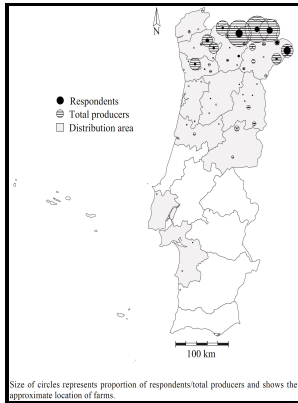 N
Respondents
Total producers
Distribution area
100 km
Size of circles represents proportion of respondents/total producers and shows the
approximate location of farms.